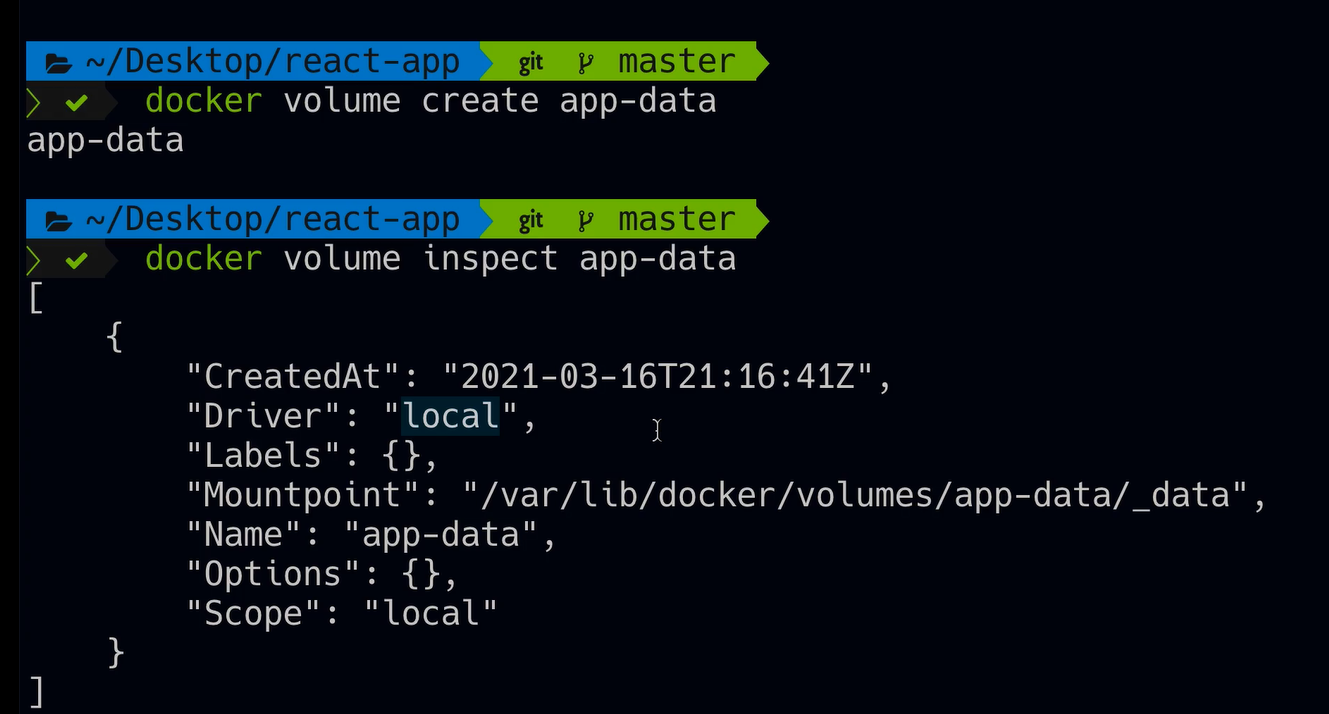 ~/Desktop/react-app git master
docker volume create app-data
app-data
~/Desktop/react-app git master
docker volume inspect app-data
[
    {
        "CreatedAt": "2021-03-16T21:16:41Z",
        "Driver": "local",
        "Labels": {},
        "Mountpoint": "/var/lib/docker/volumes/app-data/_data",
        "Name": "app-data",
        "Options": {},
        "Scope": "local"
    }
]